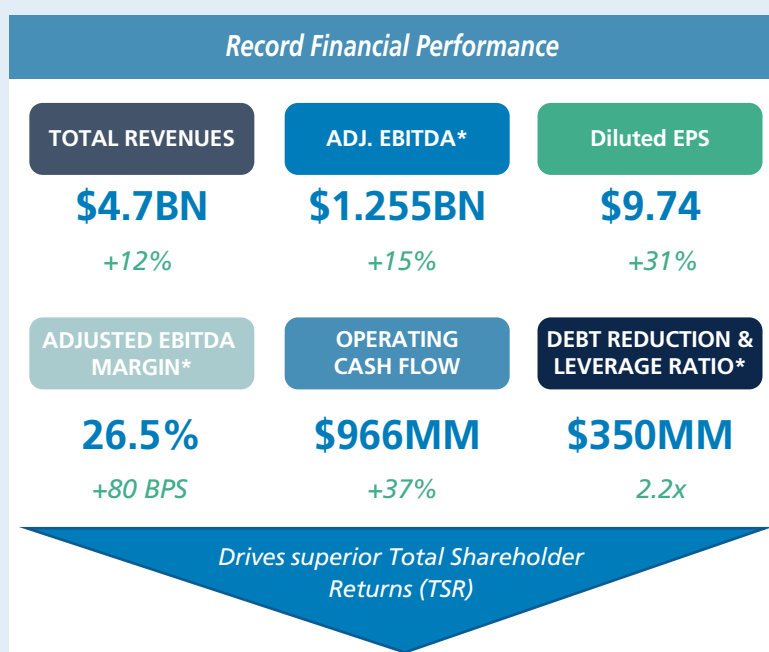 Record Financial Performance
TOTAL REVENUES
$4.7BN
+12%
ADJ. EBITDA*
$1.255BN
+15%
Diluted EPS
$9.74
+31%
ADJUSTED EBITDA
MARGIN*
26.5%
+80 BPS
OPERATING
CASH FLOW
$966MM
+37%
DEBT REDUCTION &
LEVERAGE RATIO*
$350MM
2.2x
Drives superior Total Shareholder
Returns (TSR)